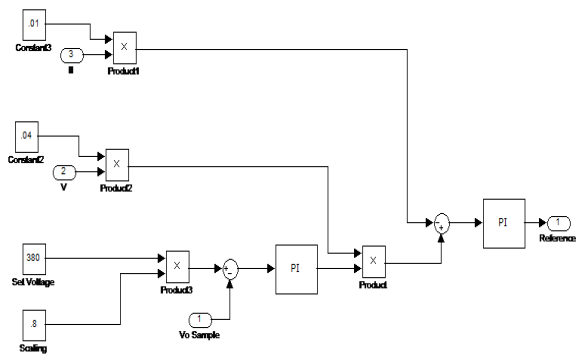 .01
Constant3
3
X
Product1
.04
Constant2
2
V
X
Product2
380
Set Voltage
.8
Scaling
X
Product3
+
-
1
Vo Sample
PI
X
Product
-
+
PI
1
Reference